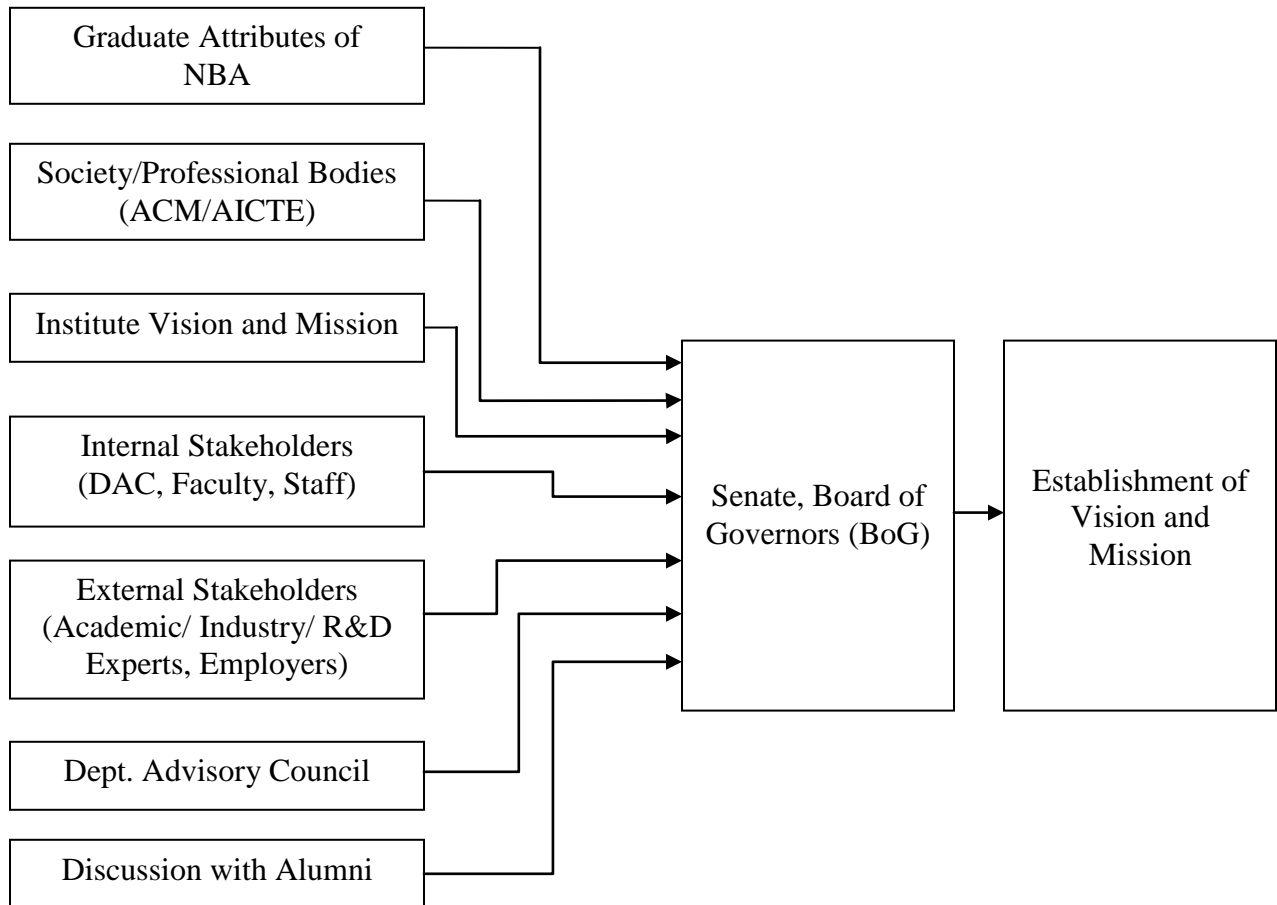 Graduate Attributes of
NBA
Society/Professional Bodies
(ACM/AICTE)
Institute Vision and Mission
Internal Stakeholders
(DAC, Faculty, Staff)
External Stakeholders
(Academic/ Industry/ R&D
Experts, Employers)
Dept. Advisory Council
Discussion with Alumni
Senate, Board of
Governors (BoG)
Establishment of
Vision and
Mission